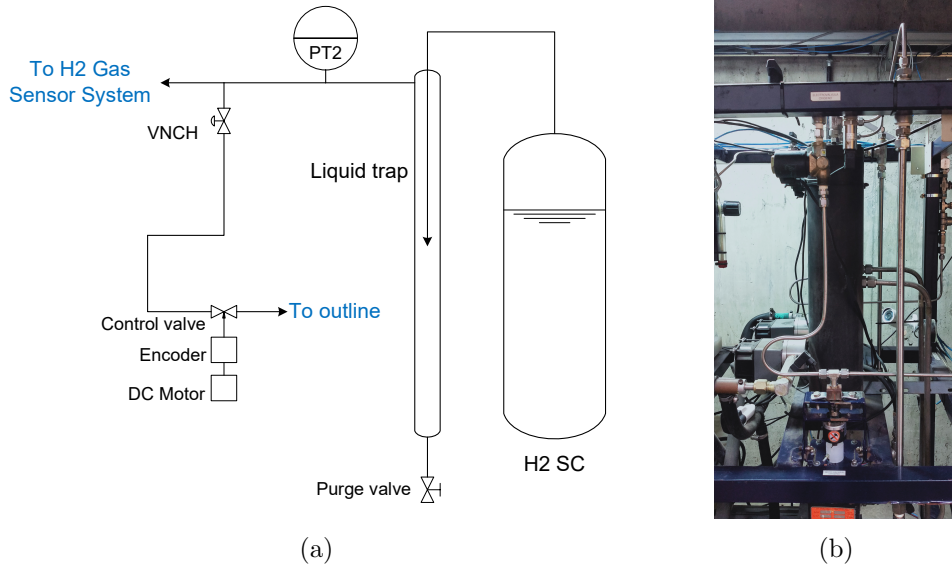 PT2
To H2 Gas
Sensor System
VNCH
Liquid trap
To outline
Control valve
Encoder
DC Motor
H2 SC
Purge valve
(a)
(b)